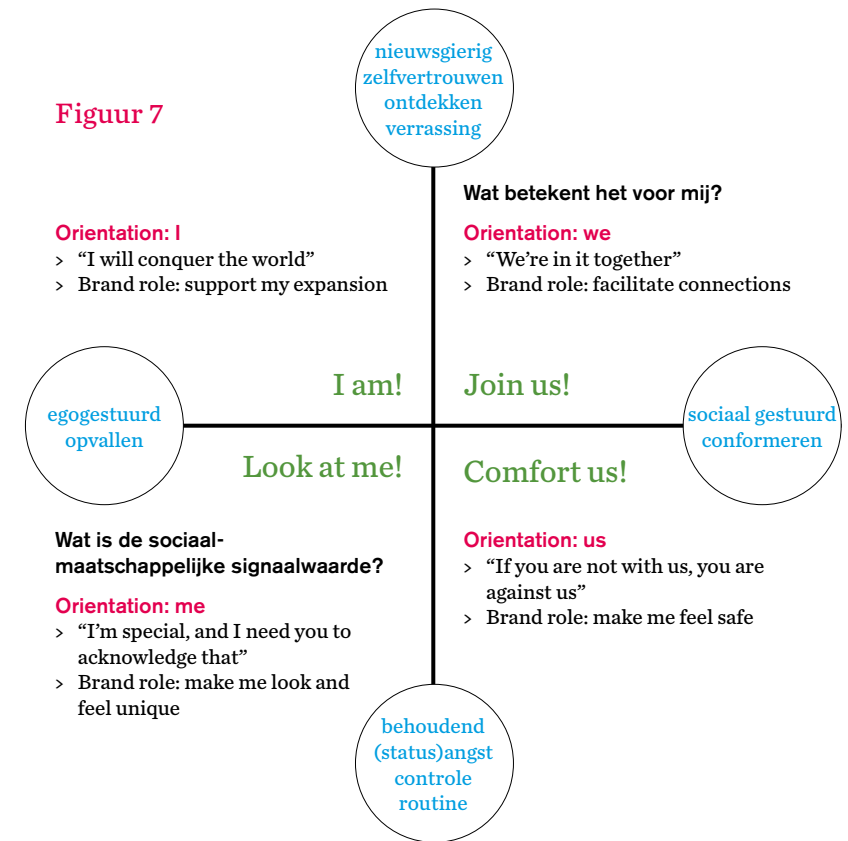 nieuwsgierig
zelfvertrouwen
ontdekken
verrassing
Figuur 7
Orientation: I
> “I will conquer the world”
> Brand role: support my expansion
Wat betekent het voor mij?
Orientation: we
> “We’re in it together”
> Brand role: facilitate connections
I am!
Join us!
egogestuurd
opvallen
sociaal gestuurd
conformeren
Look at me!
Comfort us!
Wat is de sociaal-
maatschappelijke signaalwaarde?
Orientation: me
> “I’m special, and I need you to
acknowledge that”
> Brand role: make me look and
feel unique
Orientation: us
> “If you are not with us, you are
against us”
> Brand role: make me feel safe
behoudend
(status)angst
controle
routine